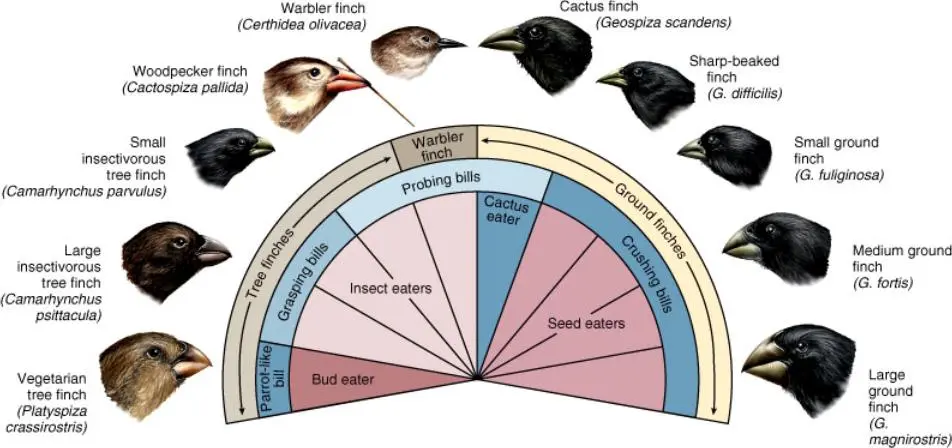 Warbler finch
(Certhidea olivacea)
Cactus finch
(Geospiza scandens)
Woodpecker finch
(Cactospiza pallida)
Sharp-beaked
finch
(G. difficilis)
Small
insectivorous
tree finch
(Camarhynchus parvulus)
Small ground
finch
(G. fuliginosa)
Large
insectivorous
tree finch
(Camarhynchus
psittacula)
Medium ground
finch
(G. fortis)
Vegetarian
tree finch
(Platyspiza
crassirostris)
Large
ground
finch
(G.
magnirostris)
Warbler
finch
Tree finches
Ground finches
Probing bills
Grasping bills
Parrot-like
bill
Crushing bills
Cactus
eater
Insect eaters
Seed eaters
Bud eater